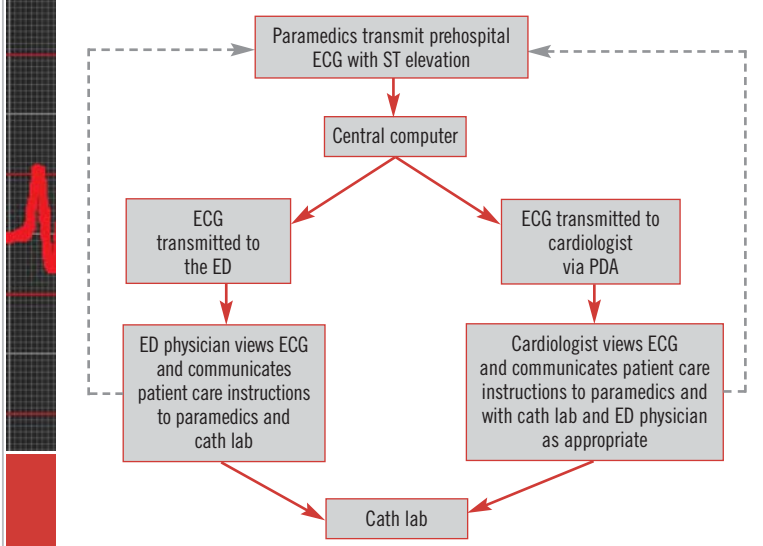 Paramedics transmit prehospital
ECG with ST elevation
Central computer
ECG
transmitted to
the ED
ECG transmitted to
cardiologist
via PDA
ED physician views ECG
and communicates
patient care instructions
to paramedics and
cath lab
Cardiologist views ECG
and communicates patient care
instructions to paramedics and
with cath lab and ED physician
as appropriate
Cath lab